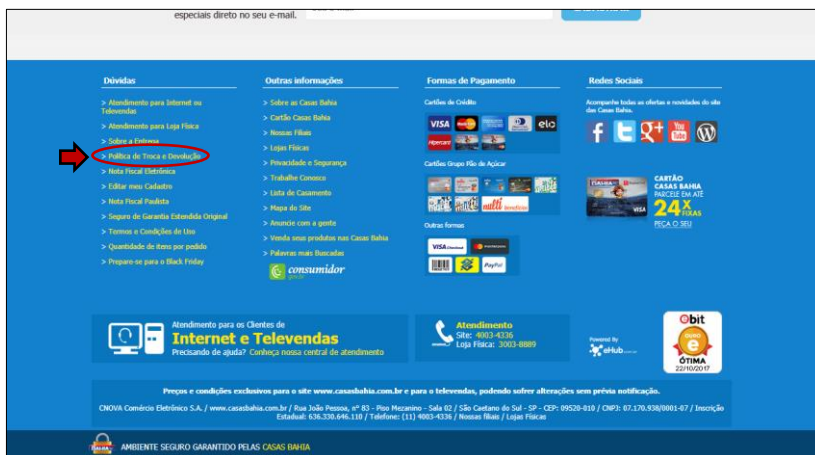 especiais direto no seu e-mail.
Dúvidas
> Atendimento para Internet ou
Televendas
> Atendimento para Loja Física
> Sobre a Entrega
> Política de Troca e Devolução
> Nota Fiscal Eletrônica
> Editar meu Cadastro
> Nota Fiscal Paulista
> Seguro de Garantia Estendida Original
> Termos e Condições de Uso
> Quantidade de itens por pedido
> Prepare-se para o Black Friday
Outras informações
> Sobre as Casas Bahia
> Cartão Casas Bahia
> Nossas Filiais
> Lojas Físicas
> Privacidade e Segurança
> Trabalhe Conosco
> Lista de Casamento
> Mapa do Site
> Anuncie com a gente
> Venda seus produtos nas Casas Bahia
> Palavras mais Buscadas
consumidor
Formas de Pagamento
Cartões de Crédito
VISA
elo
Hipercard
Cartões Grupo Pão de Açúcar
multi benefícios
Outras formas
VISA Checkout
PayPal
Redes Sociais
Acompanhe todas as ofertas e novidades do site
das Casas Bahia.
You
Tube
VISA
CARTÃO
CASAS BAHIA
PARCELE EM ATÉ
24X
FIXAS
PEÇA O SEU
Atendimento para os Clientes de
Internet e Televendas
Precisando de ajuda? Conheça nossa central de atendimento
Atendimento
Site: 4003-4336
Loja Física: 3003-8889
Powered By
eHub
Obit
e
ÓTIMA
22/10/2017
Preços e condições exclusivos para o site www.casasbahia.com.br e para o televendas, podendo sofrer alterações sem prévia notificação.
CNOVA Comércio Eletrônico S.A. / www.casasbahia.com.br / Rua João Pessoa, nº 83 - Piso Mezanino - Sala 02 / São Caetano do Sul - SP - CEP: 09520-010 / CNPJ: 07.170.938/0001-07 / Inscrição
Estadual: 636.330.646.110 / Telefone: (11) 4003-4336 / Nossas filiais / Lojas Físicas
AMBIENTE SEGURO GARANTIDO PELAS CASAS BAHIA